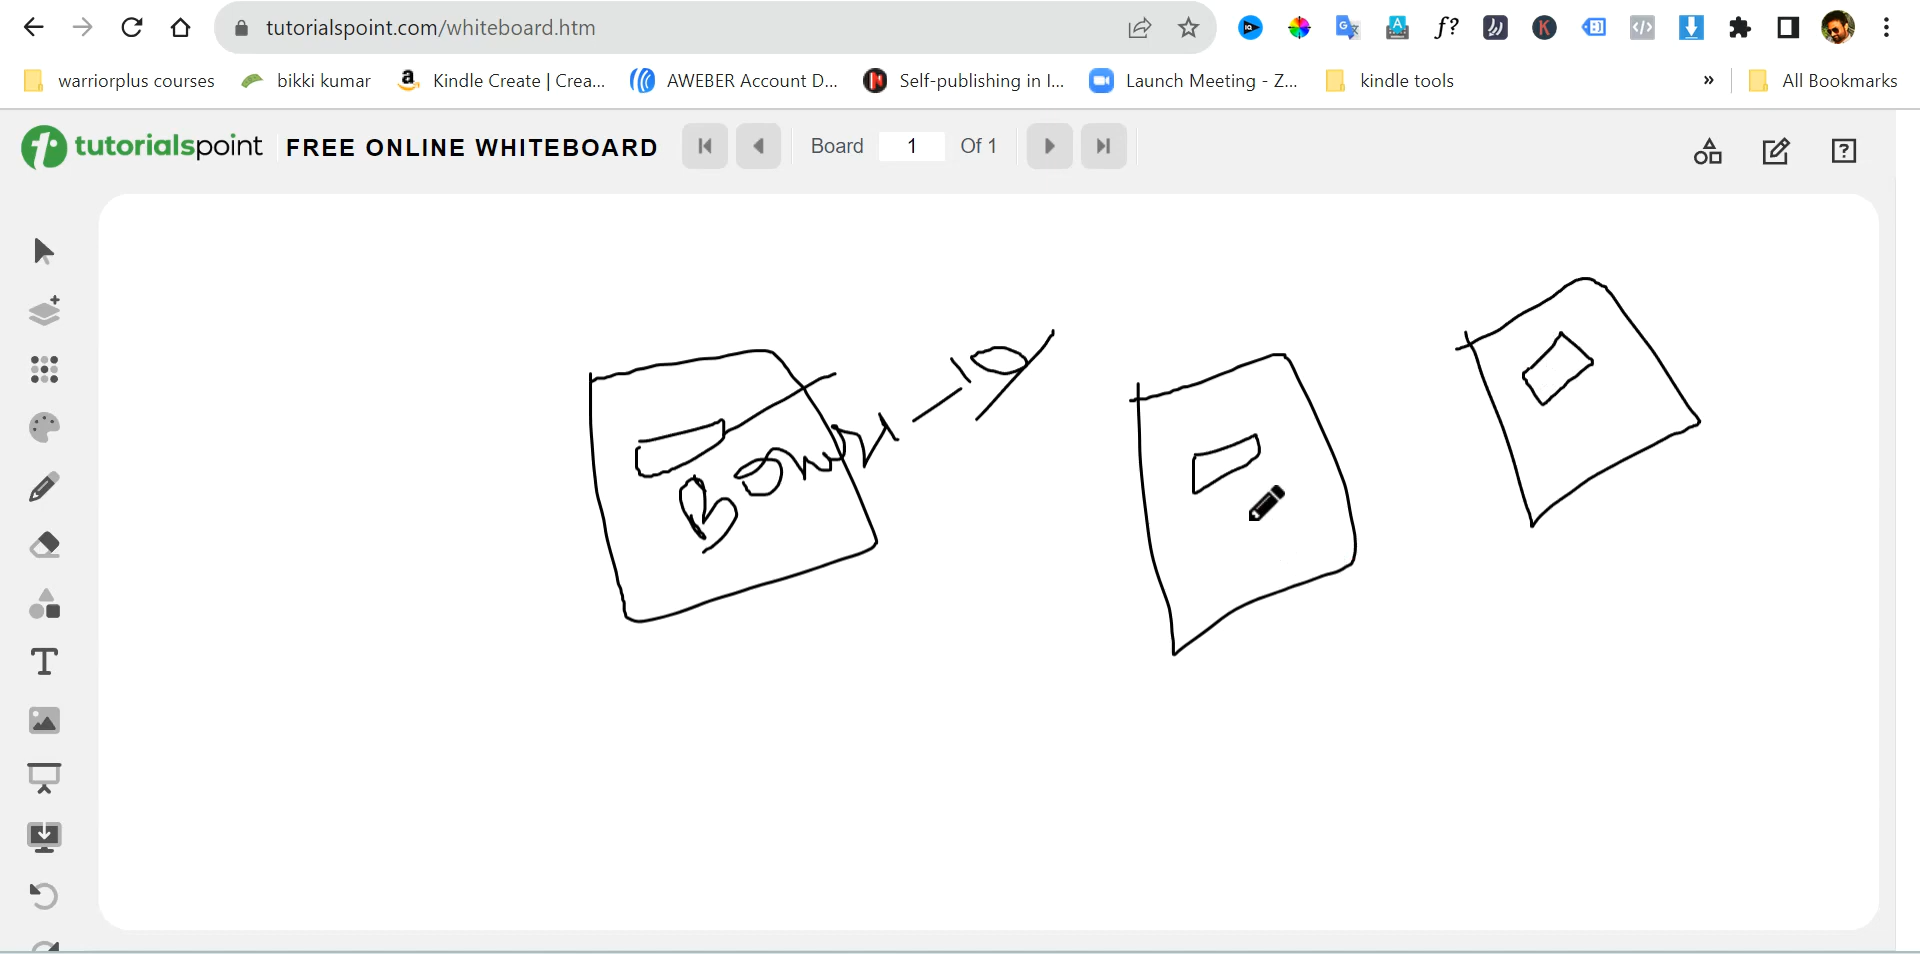 tutorialspoint.com/whiteboard.htm
warriorplus courses
bikki kumar
Kindle Create | Crea...
AWEBER Account D...
Self-publishing in I...
Launch Meeting - Z...
kindle tools
»
All Bookmarks
tutorialspoint
FREE ONLINE WHITEBOARD
Board 1 Of 1